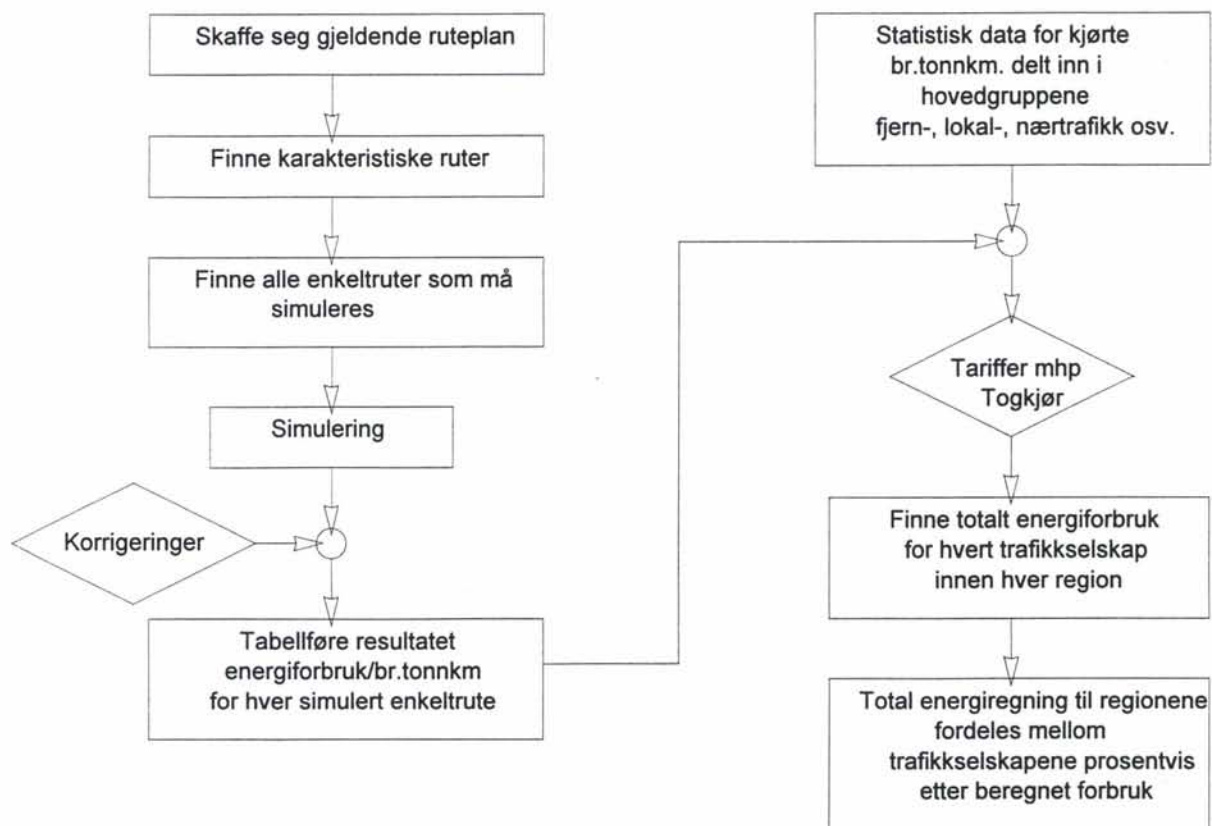 Skaffe seg gjeldende ruteplan
Finne karakteristiske ruter
Finne alle enkeltruter som må
simuleres
Simulering
Korrigeringer
Tabellføre resultatet
energiforbruk/br.tonnkm
for hver simulert enkeltrute
Statistisk data for kjørte
br.tonnkm. delt inn i
hovedgruppene
fjern-, lokal-, nærtrafikk osv.
Tariffer mhp
Togkjør
Finne totalt energiforbruk
for hvert trafikkselskap
innen hver region
Total energiregning til regionene
fordeles mellom
trafikkselskapene prosentvis
etter beregnet forbruk